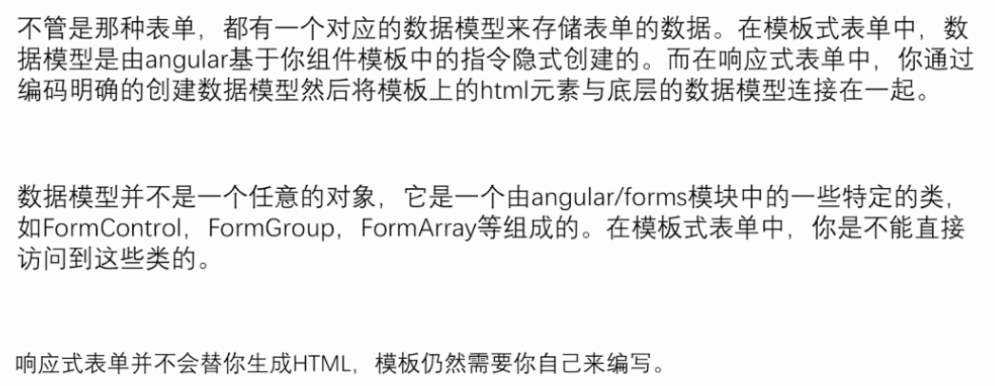 不管是那种表单，都有一个对应的数据模型来存储表单的数据。在模板式表单中，数
据模型是由angular基于你组件模板中的指令隐式创建的。而在响应式表单中，你通过
编码明确的创建数据模型然后将模板上的html元素与底层的数据模型连接在一起。
数据模型并不是一个任意的对象，它是一个由angular/forms模块中的一些特定的类，
如FormControl，FormGroup，FormArray等组成的。在模板式表单中，你是不能直接
访问到这些类的。
响应式表单并不会替你生成HTML，模板仍然需要你自己来编写。